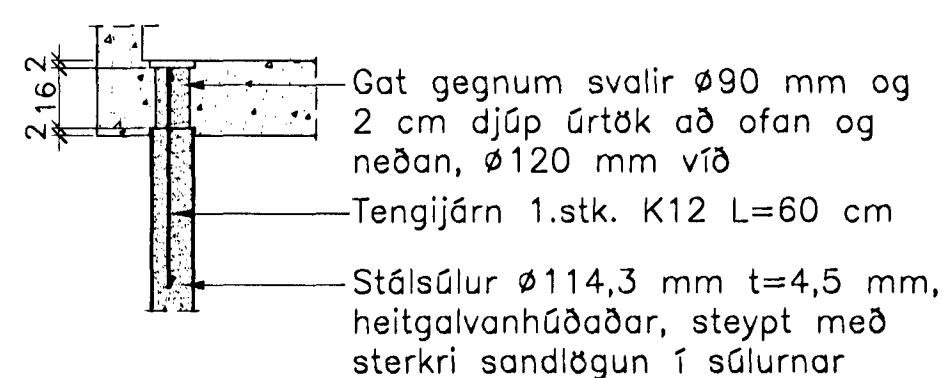 2
16
2
Gat gegnum svalir ø90 mm og
2 cm djúp úrtök að ofan og
neðan, ø120 mm víð
Tengijárn 1.stk. K12 L=60 cm
Stálsúlur ø114,3 mm t=4,5 mm,
heitgalvanhúðaðar, steypt með
sterkri sandlögun í súlurnar